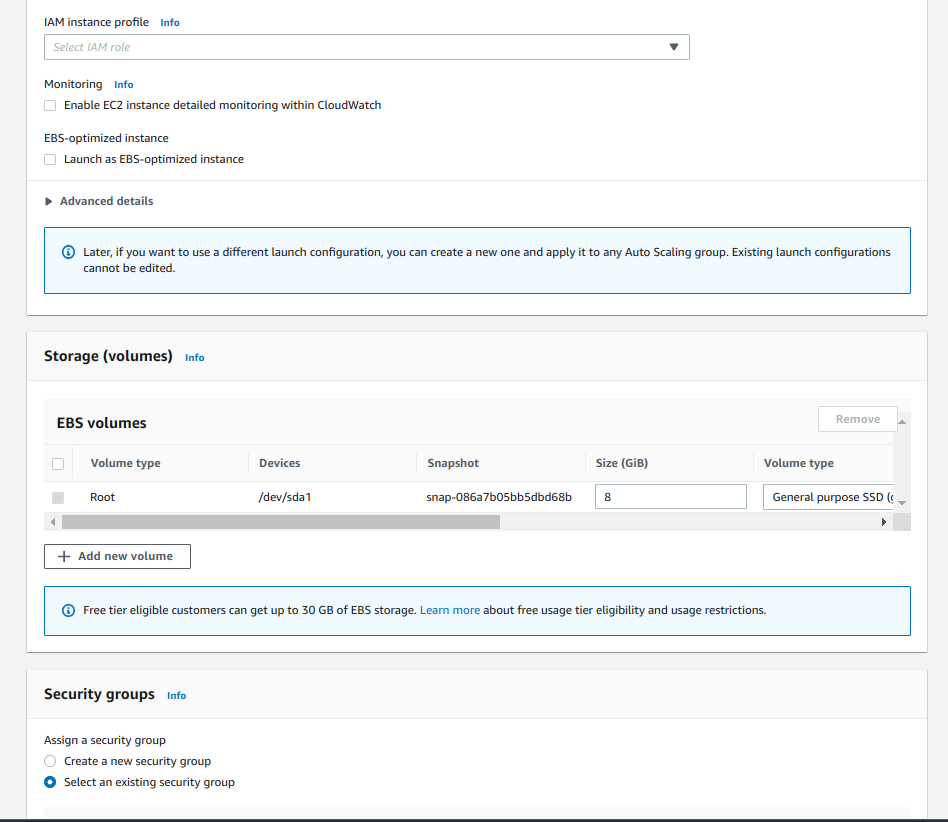 IAM instance profile Info
Select IAM role
Monitoring Info
Enable EC2 instance detailed monitoring within CloudWatch
EBS-optimized instance
Launch as EBS-optimized instance
Advanced details
Later, if you want to use a different launch configuration, you can create a new one and apply it to any Auto Scaling group. Existing launch configurations
cannot be edited.
Storage (volumes) Info
EBS volumes Remove
Volume type Devices Snapshot Size (GiB) Volume type
Root /dev/sda1 snap-086a7b05bb5dbd68b 8 General purpose SSD (
Add new volume
Free tier eligible customers can get up to 30 GB of EBS storage. Learn more about free usage tier eligibility and usage restrictions.
Security groups Info
Assign a security group
Create a new security group
Select an existing security group